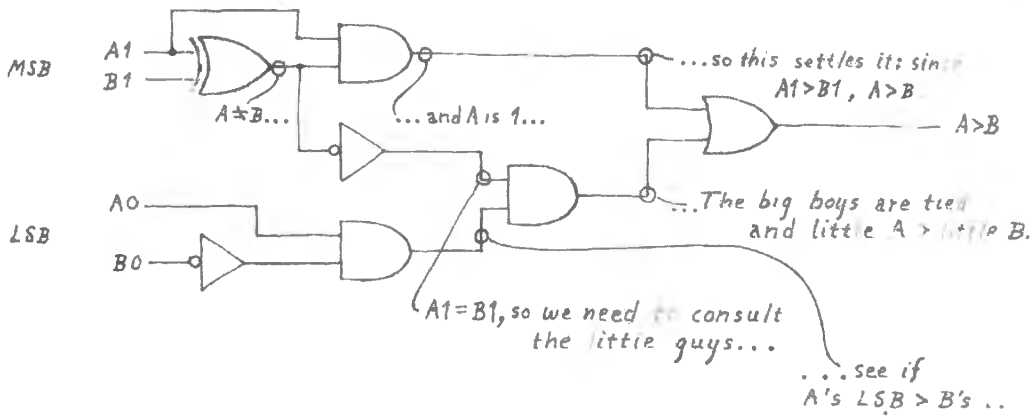 MSB
A1
B1
A≠B...
...and A is 1...
...so this settles it: since
A1>B1, A>B
A>B
...The big boys are tied
and little A > little B.
LSB
A0
B0
A1=B1, so we need to consult
the little guys...
...see if
A's LSB > B's ..